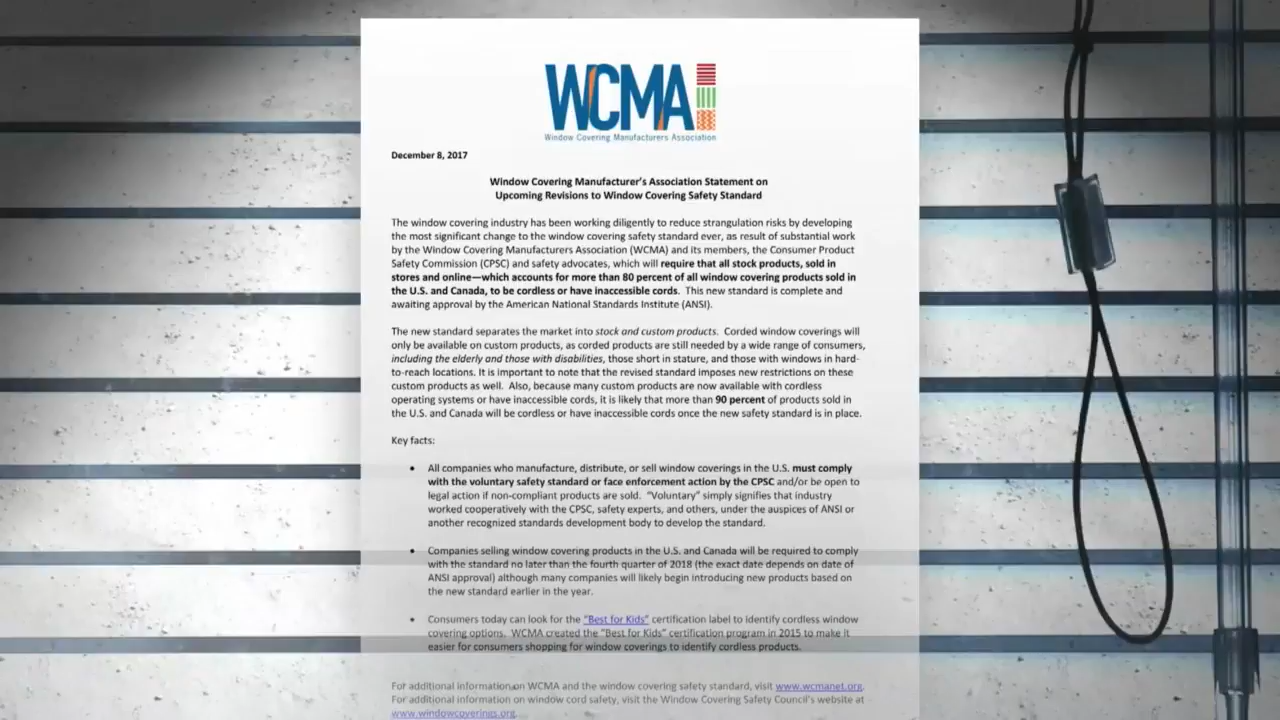 WCMA
Window Covering Manufacturers Association
December 8, 2017
Window Covering Manufacturer's Association Statement on
Upcoming Revisions to Window Covering Safety Standard
The window covering industry has been working diligently to reduce strangulation risks by developing
the most significant change to the window covering safety standard ever, as result of substantial work
by the Window Covering Manufacturers Association (WCMA) and its members, the Consumer Product
Safety Commission (CPSC) and safety advocates, which will require that all stock products, sold in
stores and online—which accounts for more than 80 percent of all window covering products sold in
the U.S. and Canada, to be cordless or have inaccessible cords. This new standard is complete and
awaiting approval by the American National Standards Institute (ANSI).
The new standard separates the market into stock and custom products. Corded window coverings will
only be available on custom products, as corded products are still needed by a wide range of consumers,
including the elderly and those with disabilities, those short in stature, and those with windows in hard-
to-reach locations. It is important to note that the revised standard imposes new restrictions on these
custom products as well. Also, because many custom products are now available with cordless
operating systems or have inaccessible cords, it is likely that more than 90 percent of products sold in
the U.S. and Canada will be cordless or have inaccessible cords once the new safety standard is in place.
Key facts:
• All companies who manufacture, distribute, or sell window coverings in the U.S. must comply
with the voluntary safety standard or face enforcement action by the CPSC and/or be open to
legal action if non-compliant products are sold. "Voluntary" simply signifies that industry
worked cooperatively with the CPSC, safety experts, and others, under the auspices of ANSI or
another recognized standards development body to develop the standard.
• Companies selling window covering products in the U.S. and Canada will be required to comply
with the standard no later than the fourth quarter of 2018 (the exact date depends on date of
ANSI approval) although many companies will likely begin introducing new products based on
the new standard earlier in the year.
• Consumers today can look for the "Best for Kids" certification label to identify cordless window
covering options. WCMA created the "Best for Kids" certification program in 2015 to make it
easier for consumers shopping for window coverings to identify cordless products.
For additional information on WCMA and the window covering safety standard, visit www.wcmanet.org.
For additional information on window cord safety, visit the Window Covering Safety Council's website at
www.windowcoverings.org.